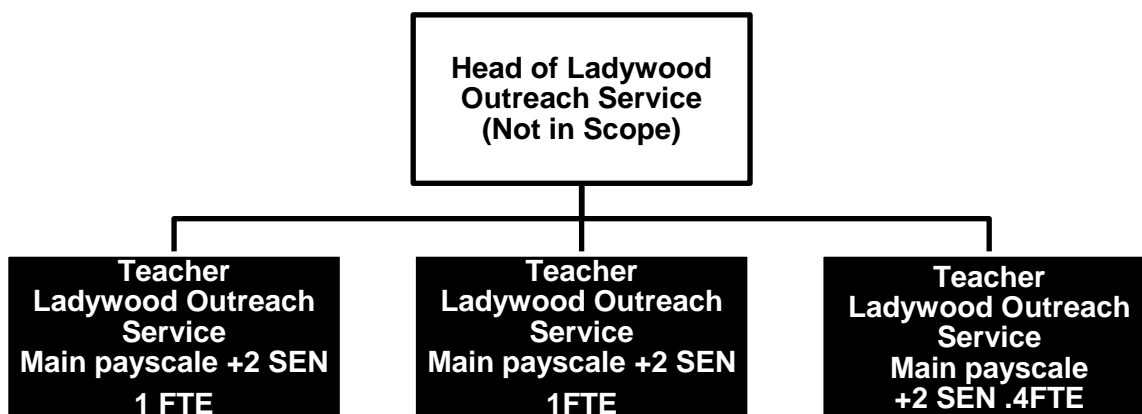 Head of Ladywood
Outreach Service
(Not in Scope)
Teacher
Ladywood Outreach
Service
Main payscale +2 SEN
1 FTE
Teacher
Ladywood Outreach
Service
Main payscale +2 SEN
1FTE
Teacher
Ladywood Outreach
Service
Main payscale
+2 SEN .4FTE